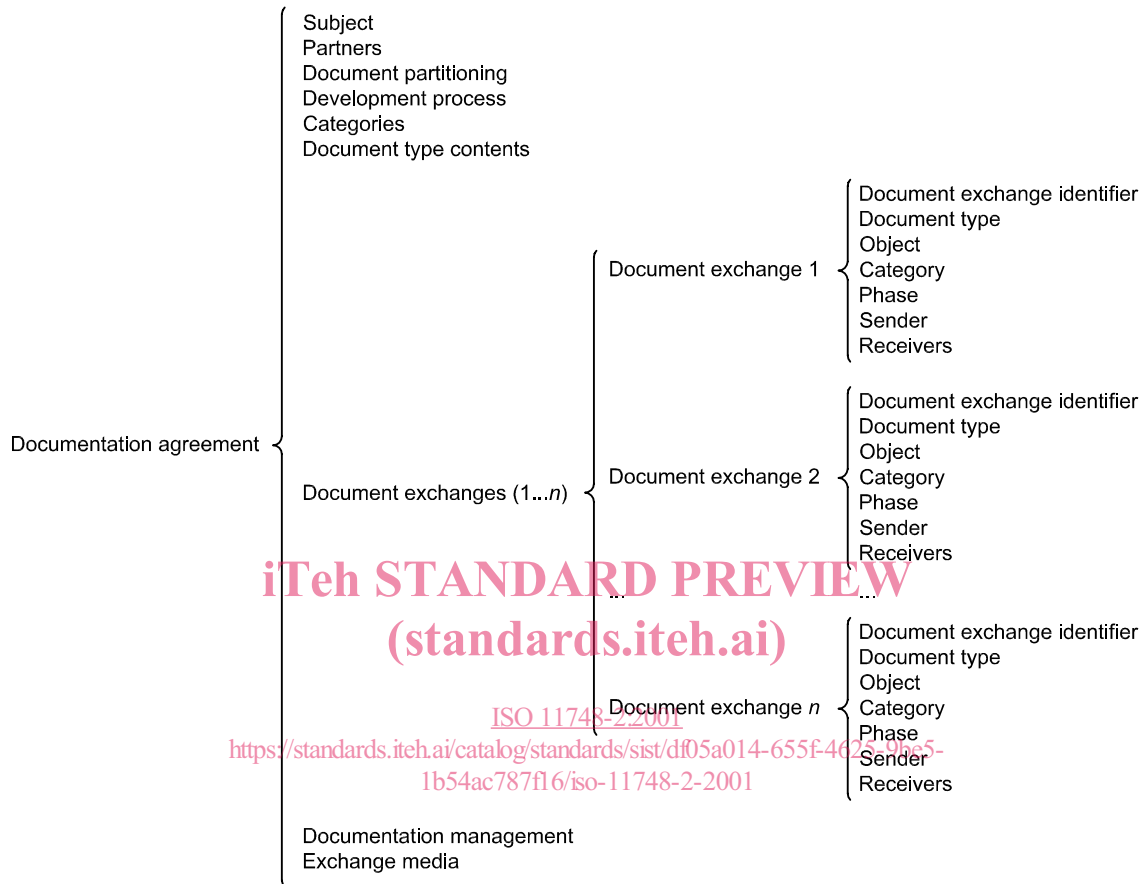 Subject
Partners
Document partitioning
Development process
Categories
Document type contents
Document exchange identifier
Document type
Object
Document exchange 1
Category
Phase
Sender
Receivers
Document exchange identifier
Document type
Documentation agreement
Object
Document exchange 2
Category
Document exchanges (1...n)
Phase
Sender
Receivers
iTeh STANDARD PREVIEW
... ...
(standards.iteh.ai)
Document exchange identifier
Document type
Object
Document exchange n
Category
ISO 11748-2:2001
Phase
https://standards.iteh.ai/catalog/standards/sist/df05a014-655f-4625-9be5-
Sender
1b54ac787f16/iso-11748-2-2001
Receivers
Documentation management
Exchange media